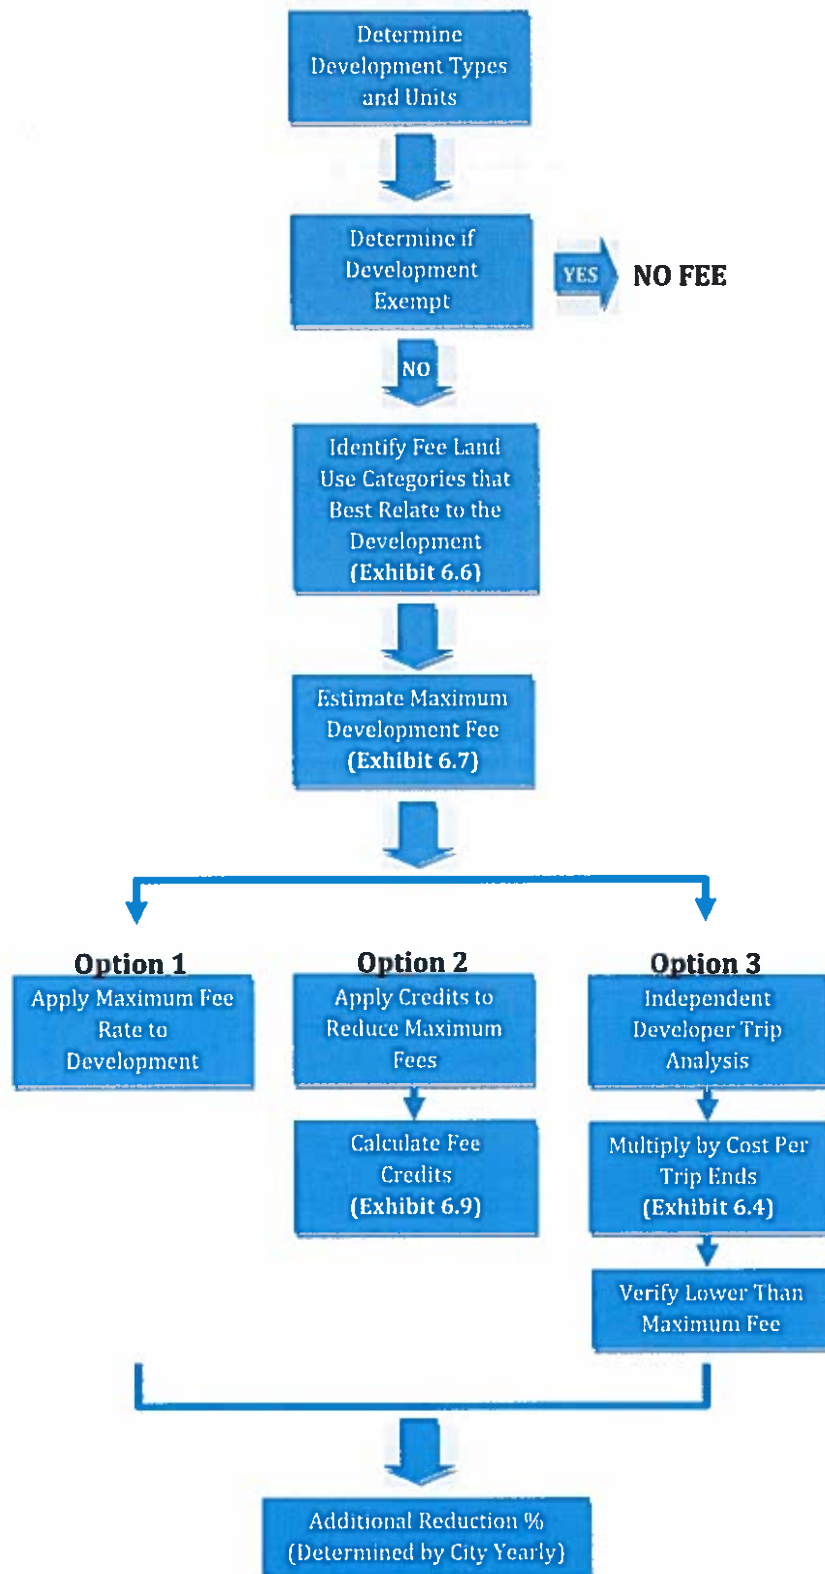 Determine
Development Types
and Units
Determine if
Development
Exempt
YES
NO FEE
NO
Identify Fee Land
Use Categories that
Best Relate to the
Development
(Exhibit 6.6)
Estimate Maximum
Development Fee
(Exhibit 6.7)
Option 1
Apply Maximum Fee
Rate to
Development
Option 2
Apply Credits to
Reduce Maximum
Fees
Calculate Fee
Credits
(Exhibit 6.9)
Option 3
Independent
Developer Trip
Analysis
Multiply by Cost Per
Trip Ends
(Exhibit 6.4)
Verify Lower Than
Maximum Fee
Additional Reduction %
(Determined by City Yearly)